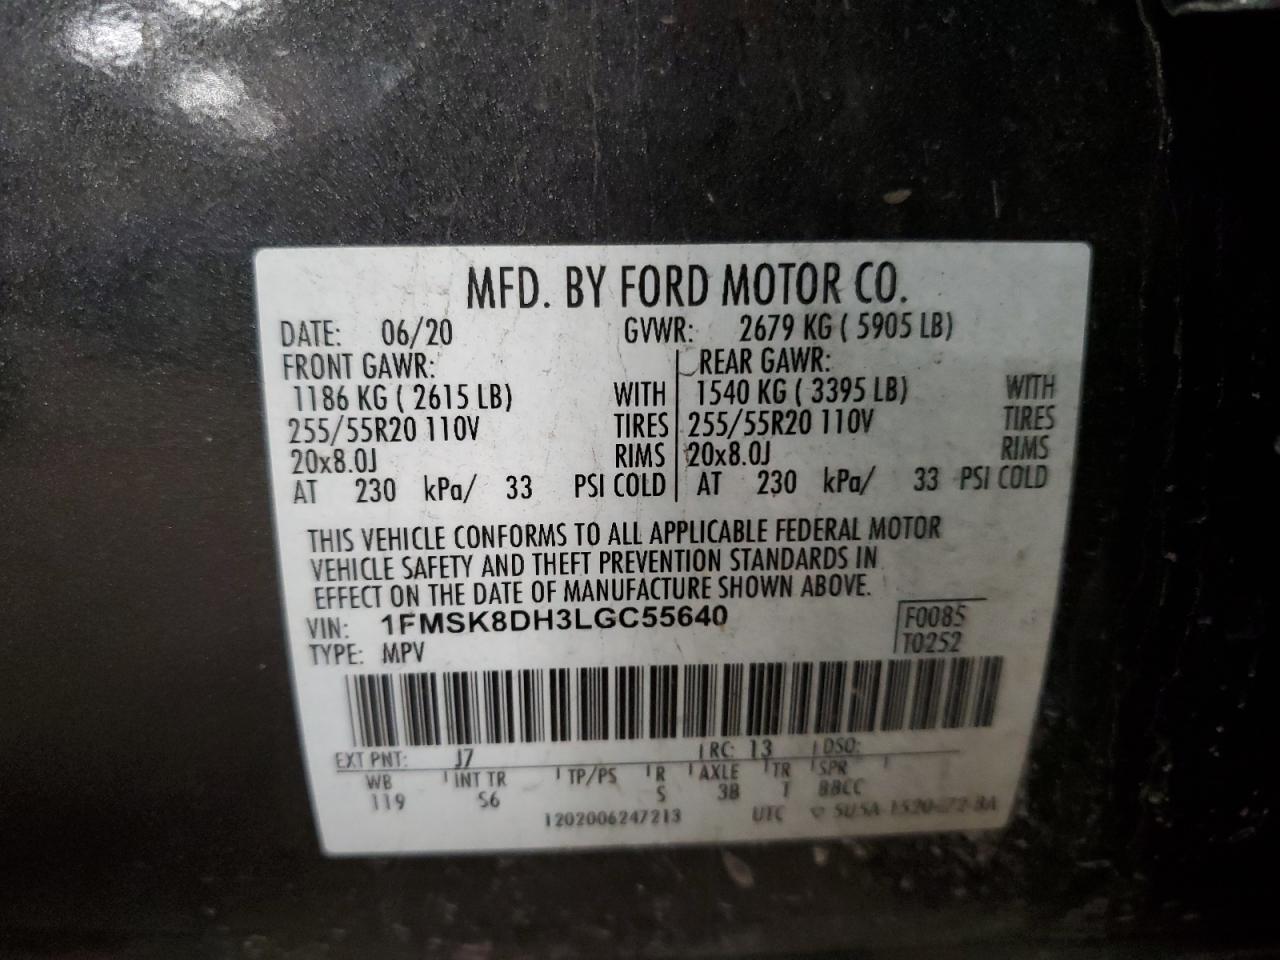 MFD. BY FORD MOTOR CO.
DATE: 06/20 GVWR: 2679 KG ( 5905 LB)
FRONT GAWR: REAR GAWR:
1186 KG ( 2615 LB) WITH 1540 KG ( 3395 LB) WITH
255/55R20 110V TIRES 255/55R20 110V TIRES
20x8.0J RIMS 20x8.0J RIMS
AT 230 kPa/ 33 PSI COLD AT 230 kPa/ 33 PSI COLD
THIS VEHICLE CONFORMS TO ALL APPLICABLE FEDERAL MOTOR
VEHICLE SAFETY AND THEFT PREVENTION STANDARDS IN
EFFECT ON THE DATE OF MANUFACTURE SHOWN ABOVE.
VIN: 1FMSK8DH3LGC55640 F0085
TYPE: MPV T0252
EXT PNT: J7 RC: 13 DSO:
WB INT TR TP/PS R AXLE TR SPR
119 S6 S 3B T BBCC
1202006247213 UTC